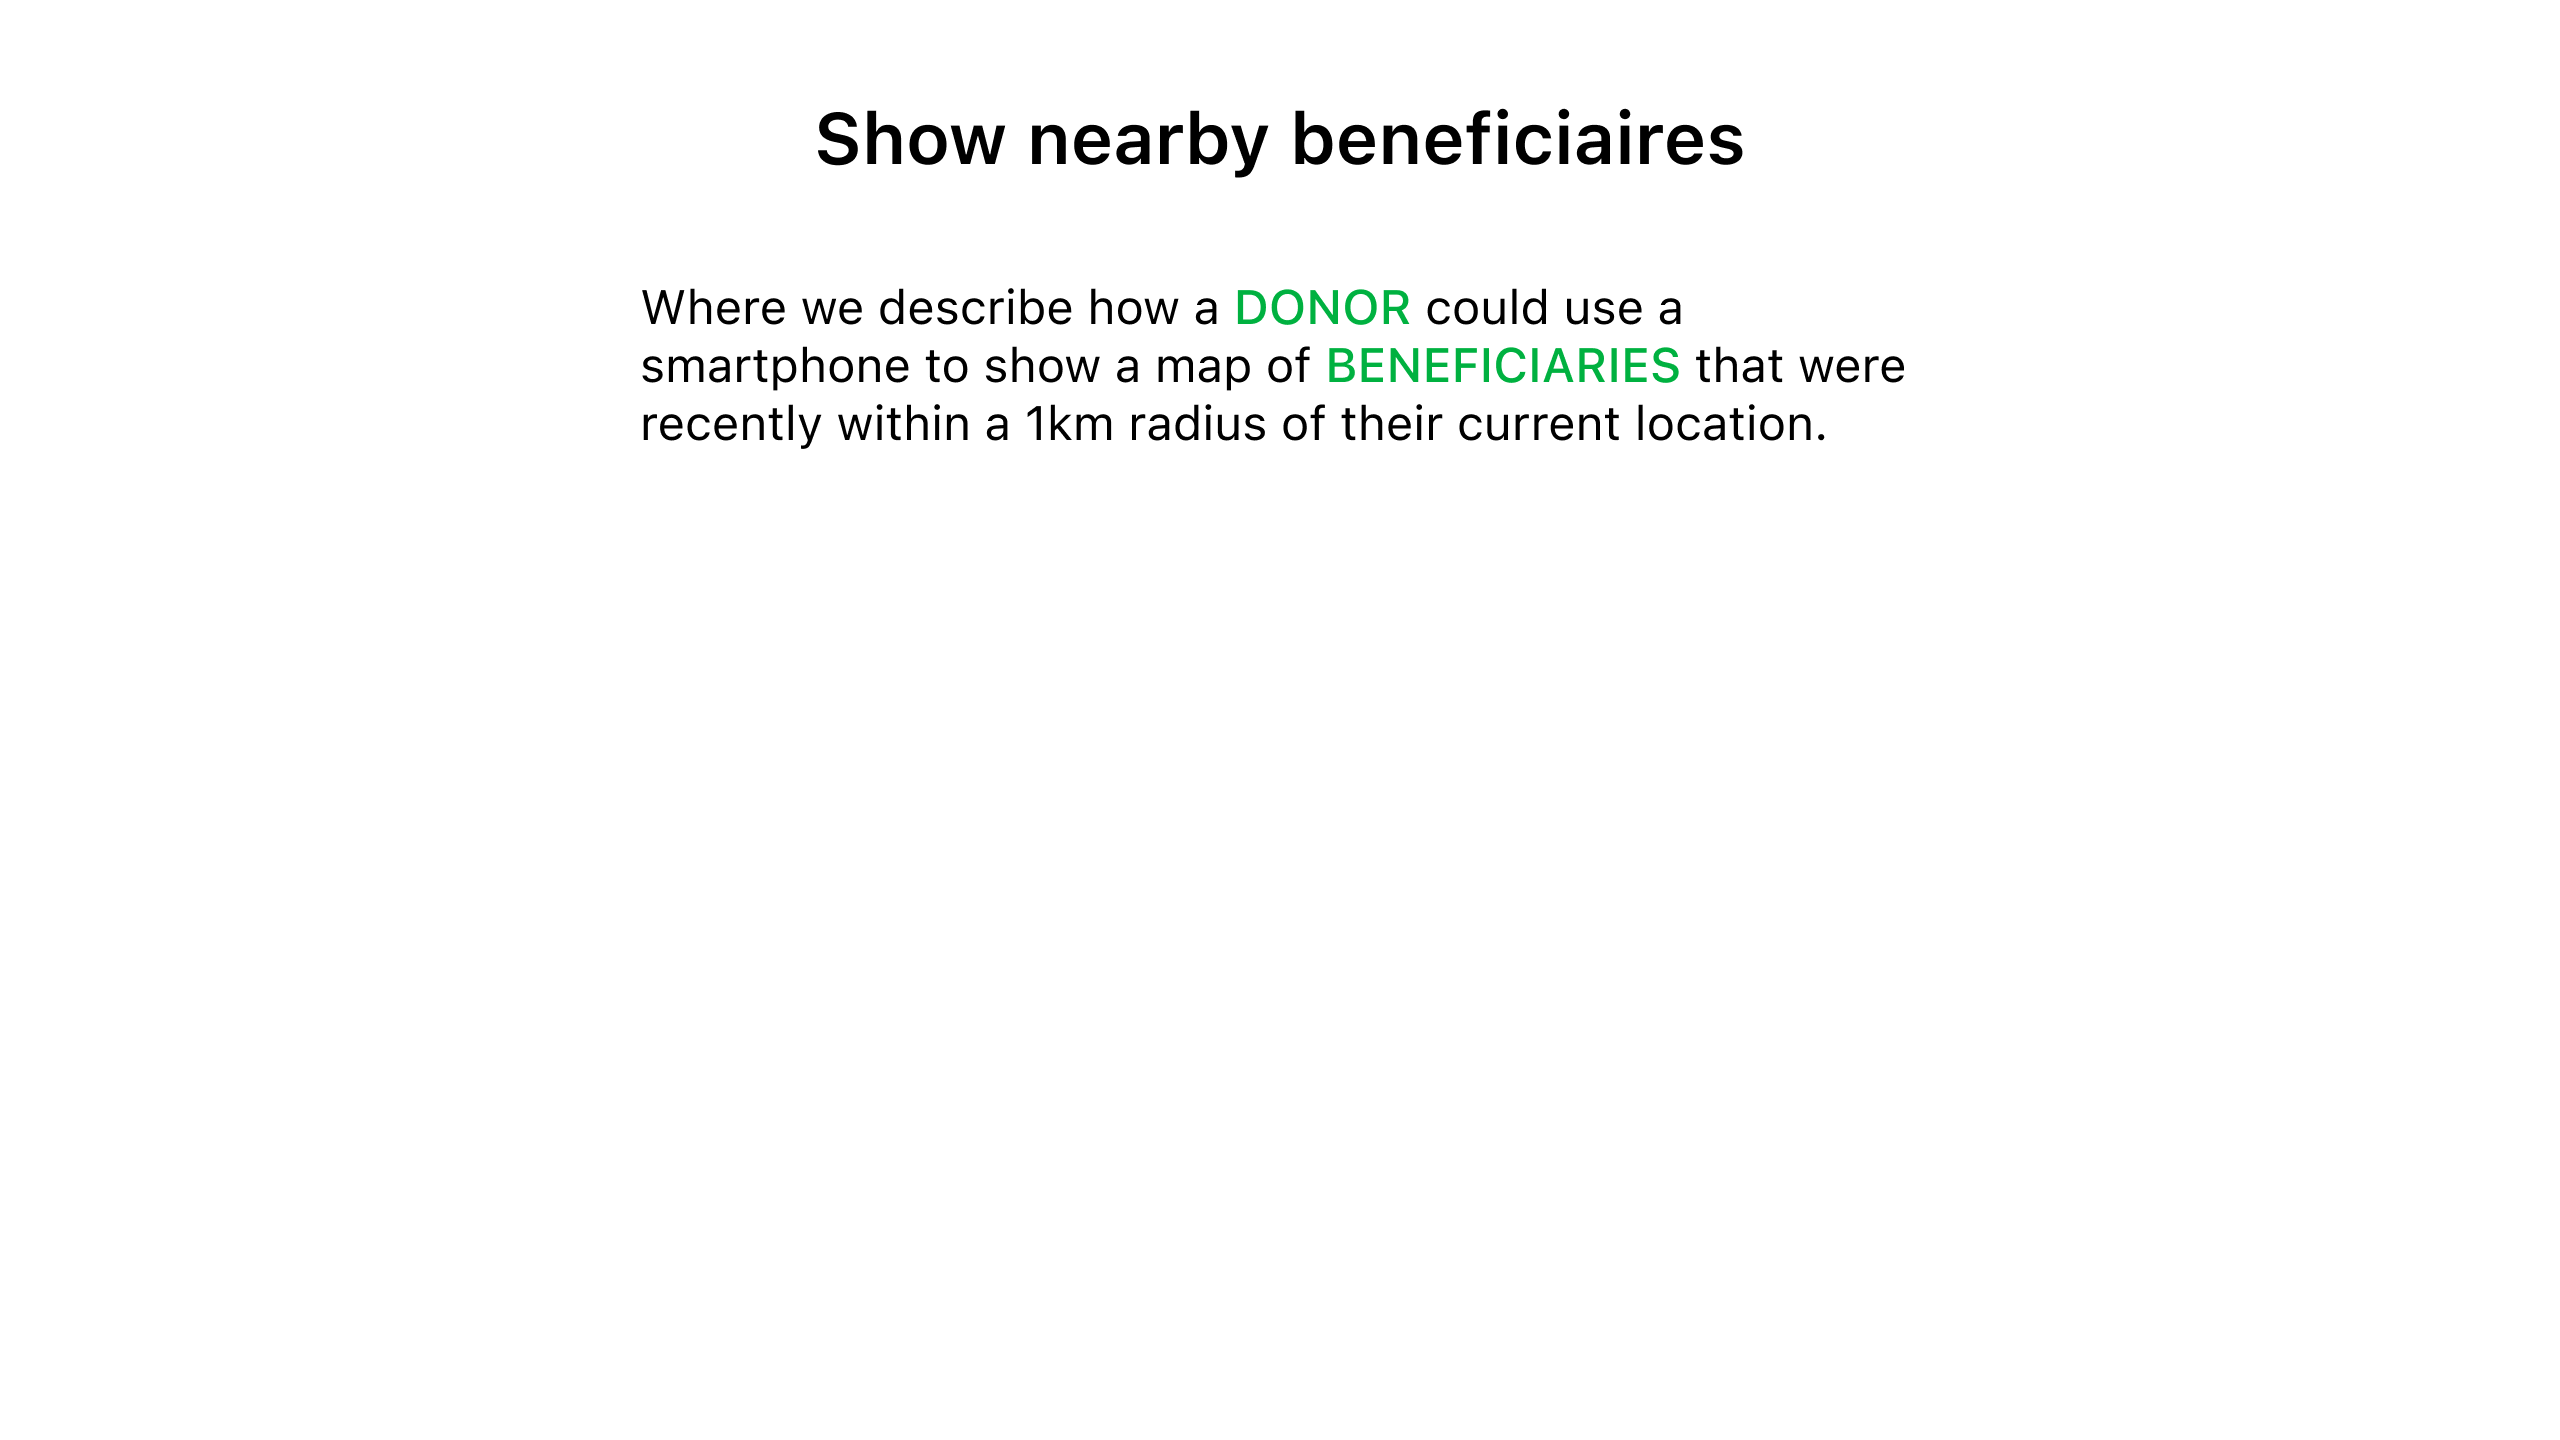 Show nearby beneficiaires
Where we describe how a DONOR could use a
smartphone to show a map of BENEFICIARIES that were
recently within a 1km radius of their current location.